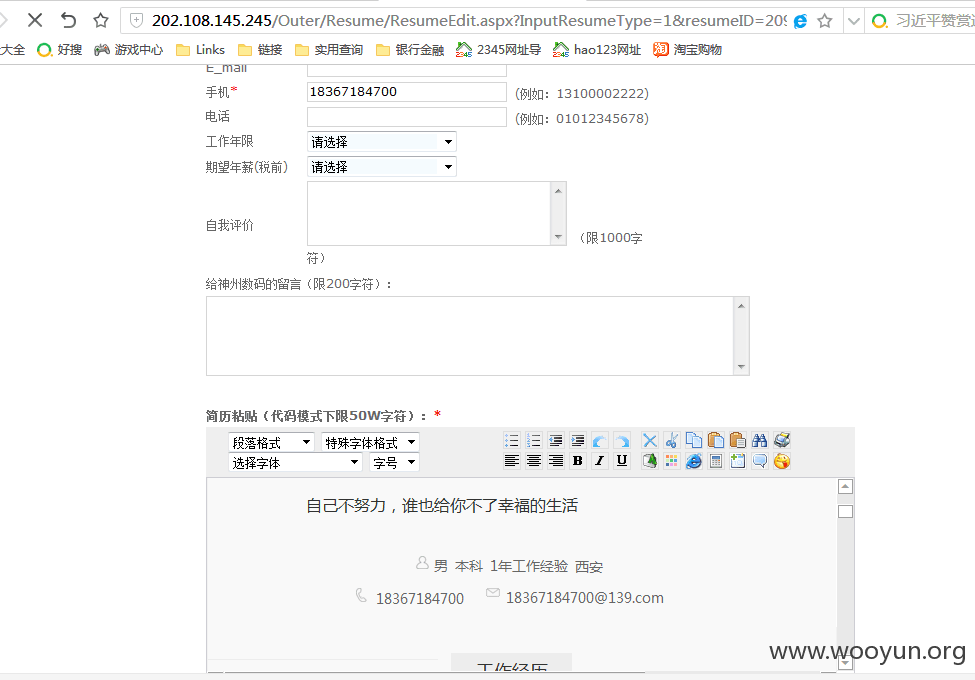 202.108.145.245/Outer/Resume/ResumeEdit.aspx?InputResumeType=1&resumeID=209 习近平赞赏
大全 好搜 游戏中心 Links 链接 实用查询 银行金融 2345网址导 hao123网址 淘宝购物
E_mail
手机* 18367184700 (例如：13100002222)
电话 (例如：01012345678)
工作年限 请选择
期望年薪(税前) 请选择
自我评价 （限1000字
符）
给神州数码的留言（限200字符）：
简历粘贴（代码模式下限50W字符）：*
段落格式 特殊字体格式
选择字体 字号 B I U
自己不努力，谁也给你不了幸福的生活
男 本科 1年工作经验 西安
18367184700 18367184700@139.com
工作经历
www.wooyun.org